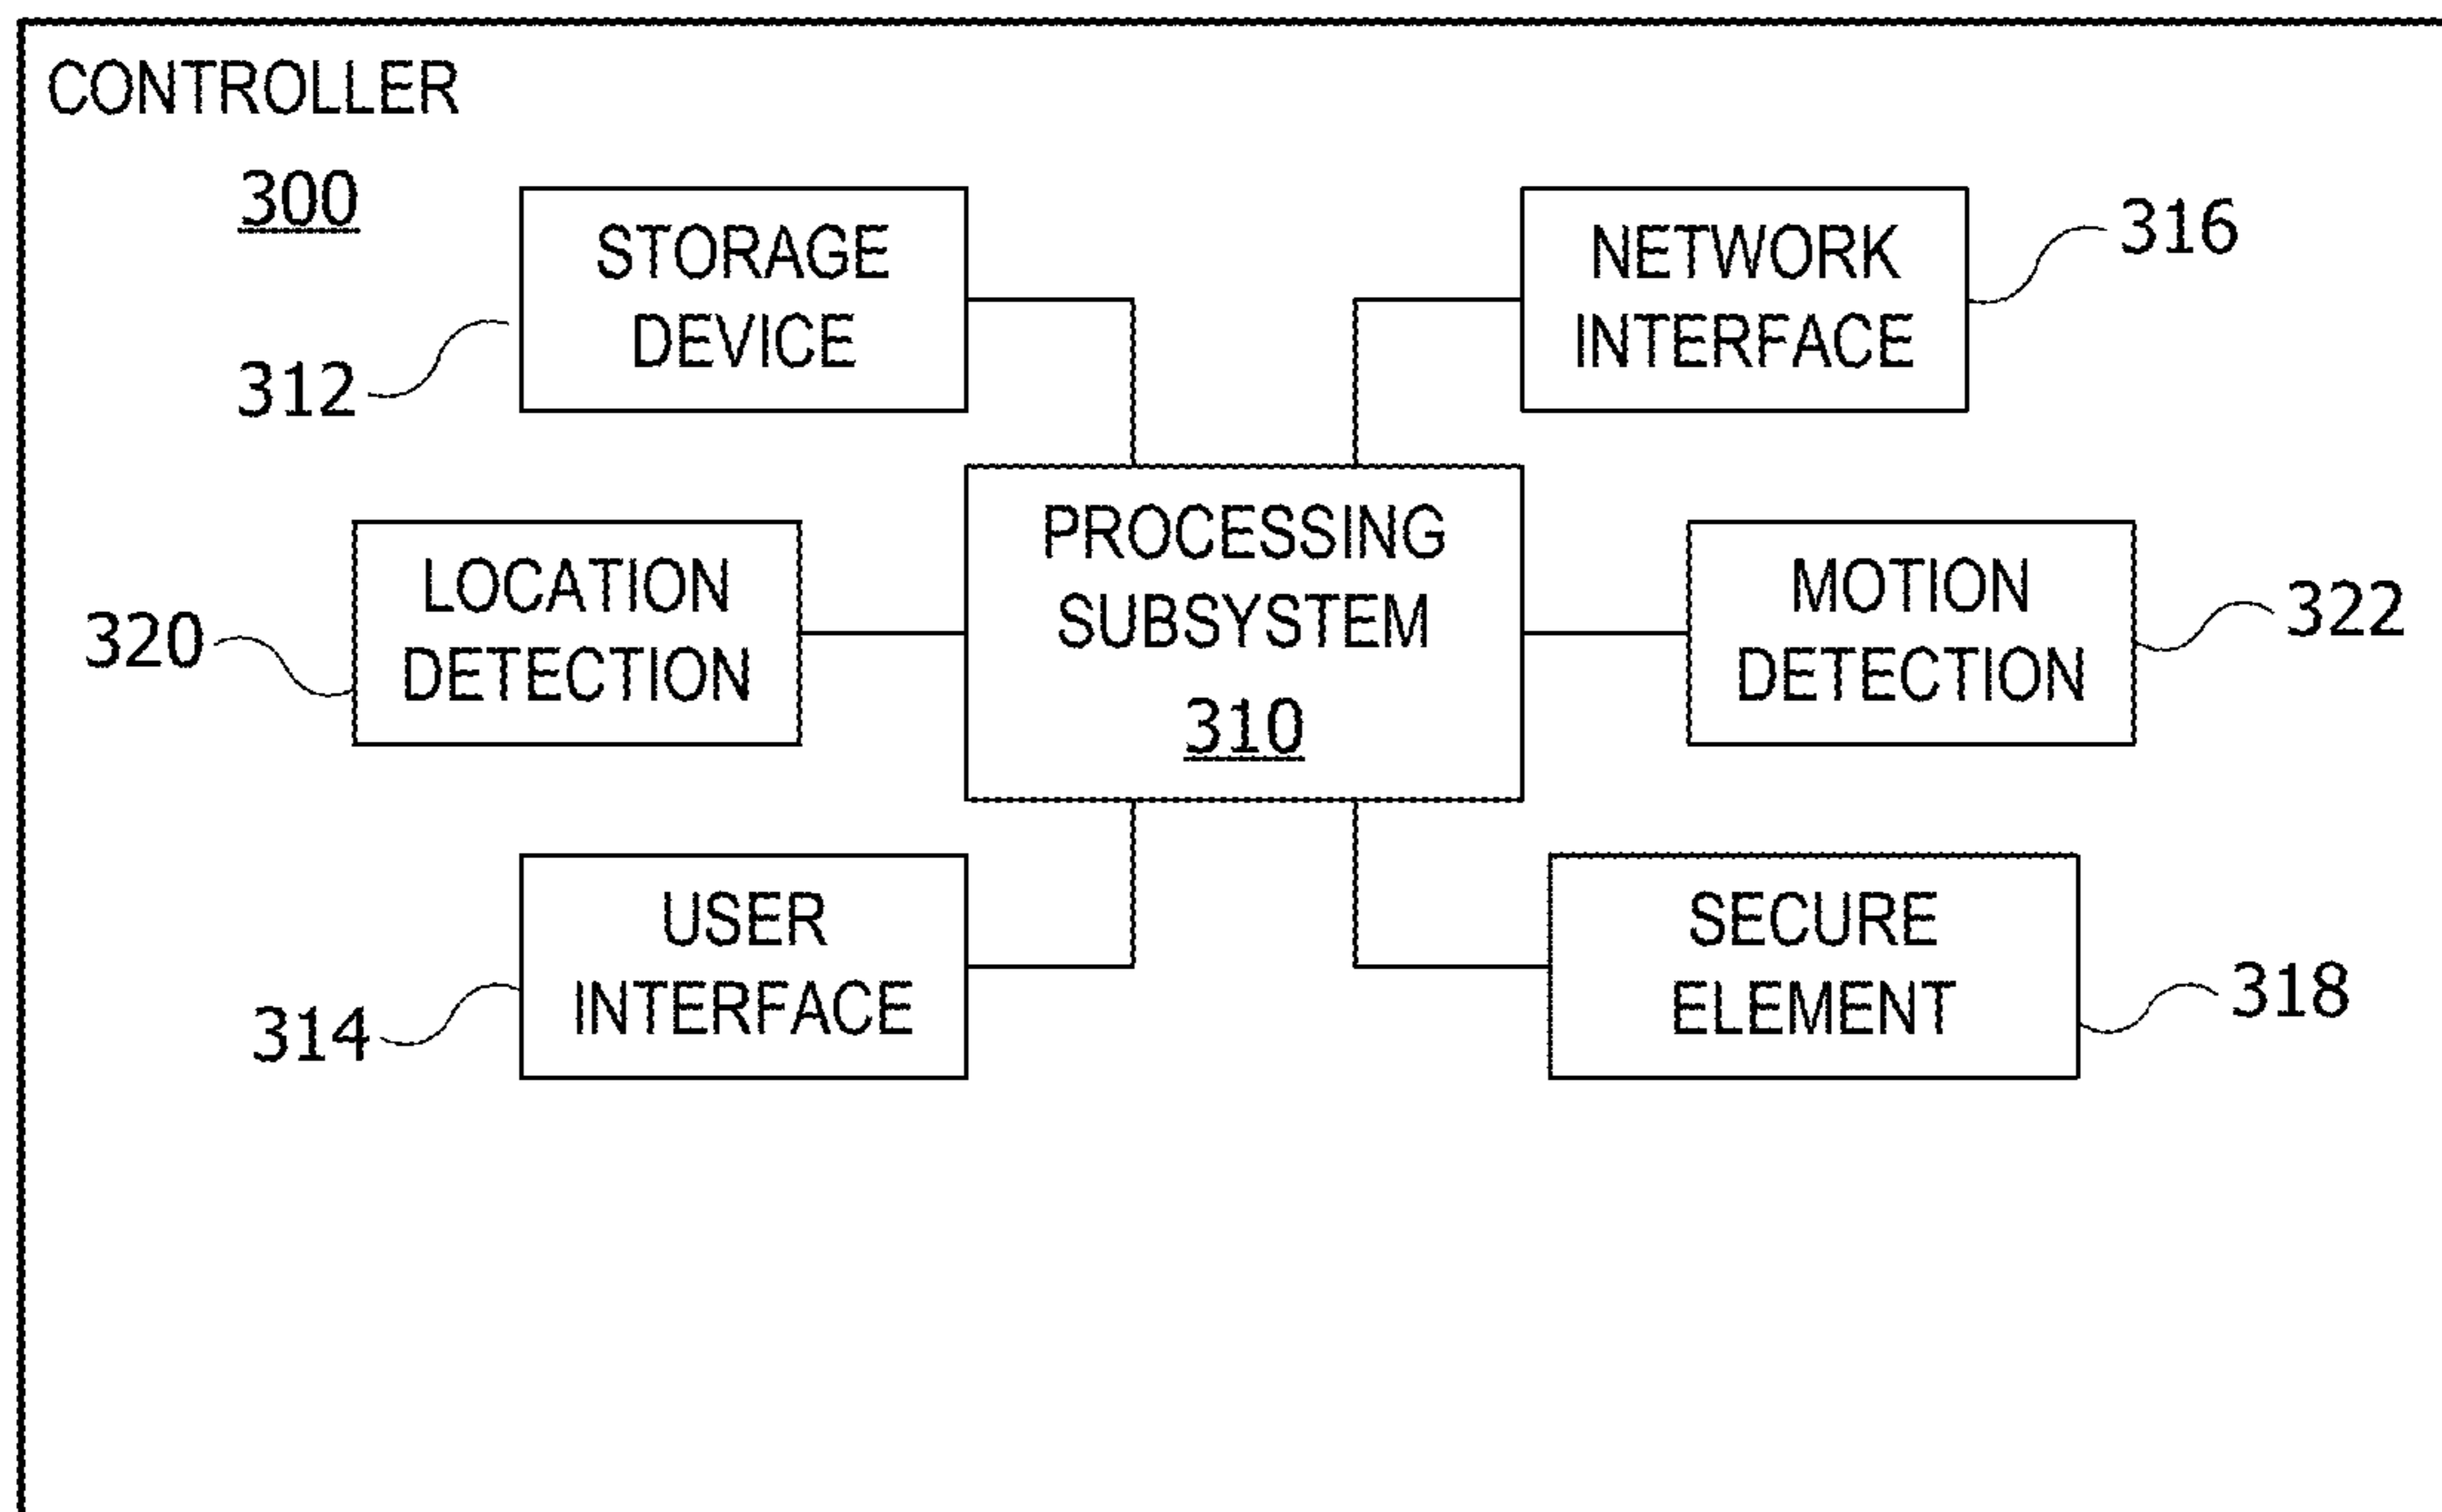 CONTROLLER
300
STORAGE
DEVICE
312
NETWORK
INTERFACE
316
PROCESSING
SUBSYSTEM
310
LOCATION
DETECTION
320
MOTION
DETECTION
322
USER
INTERFACE
314
SECURE
ELEMENT
318